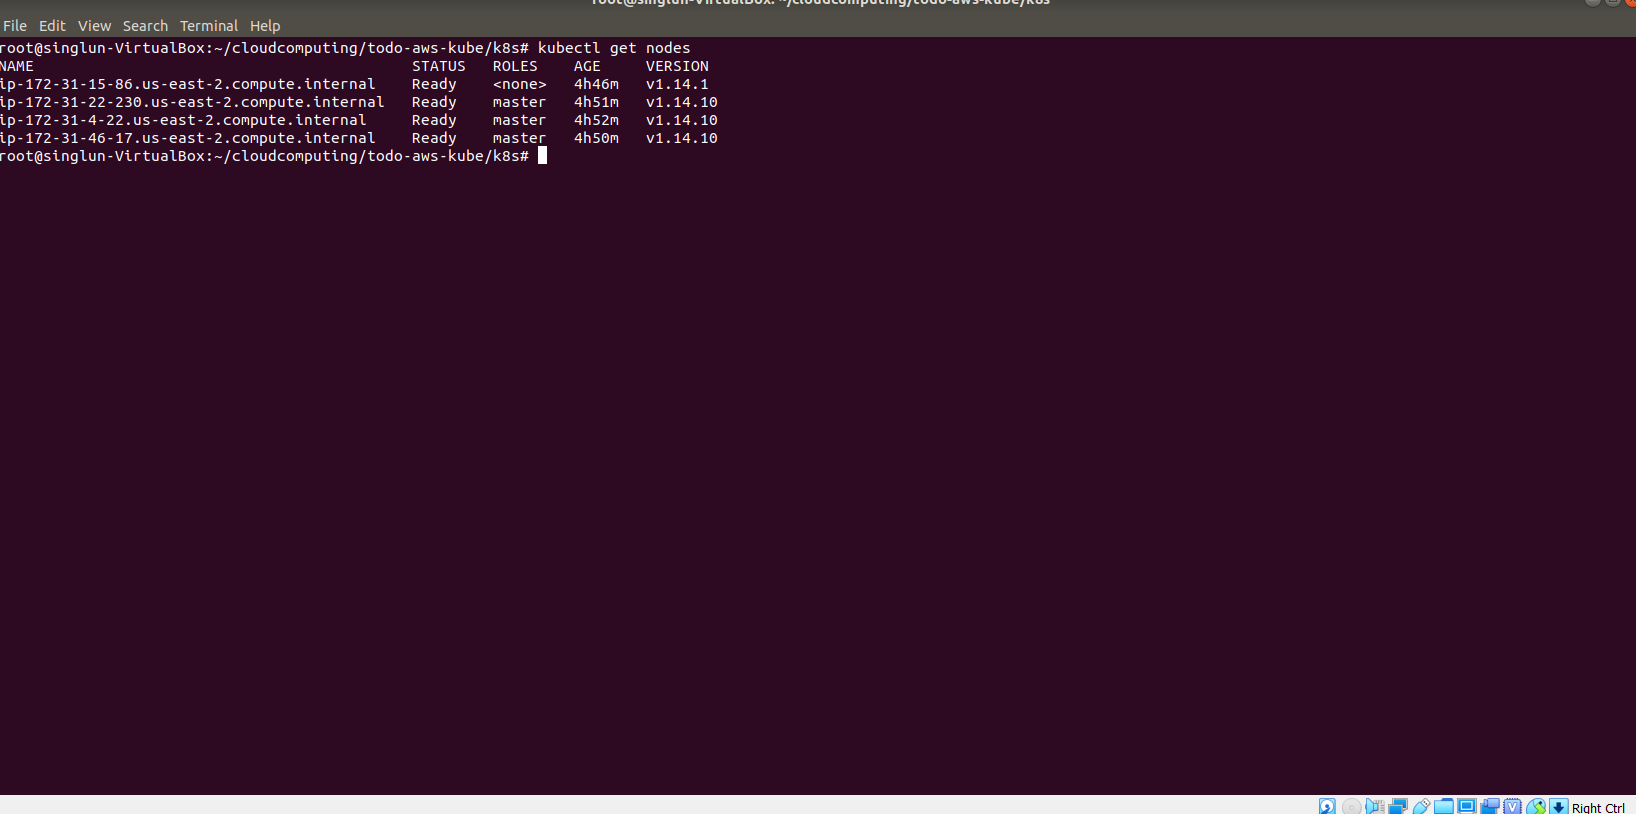 root@singlun-VirtualBox: ~/cloudcomputing/todo-aws-kube/k8s
File Edit View Search Terminal Help
root@singlun-VirtualBox:~/cloudcomputing/todo-aws-kube/k8s# kubectl get nodes
NAME STATUS ROLES AGE VERSION
ip-172-31-15-86.us-east-2.compute.internal Ready <none> 4h46m v1.14.1
ip-172-31-22-230.us-east-2.compute.internal Ready master 4h51m v1.14.10
ip-172-31-4-22.us-east-2.compute.internal Ready master 4h52m v1.14.10
ip-172-31-46-17.us-east-2.compute.internal Ready master 4h50m v1.14.10
root@singlun-VirtualBox:~/cloudcomputing/todo-aws-kube/k8s#
Right Ctrl